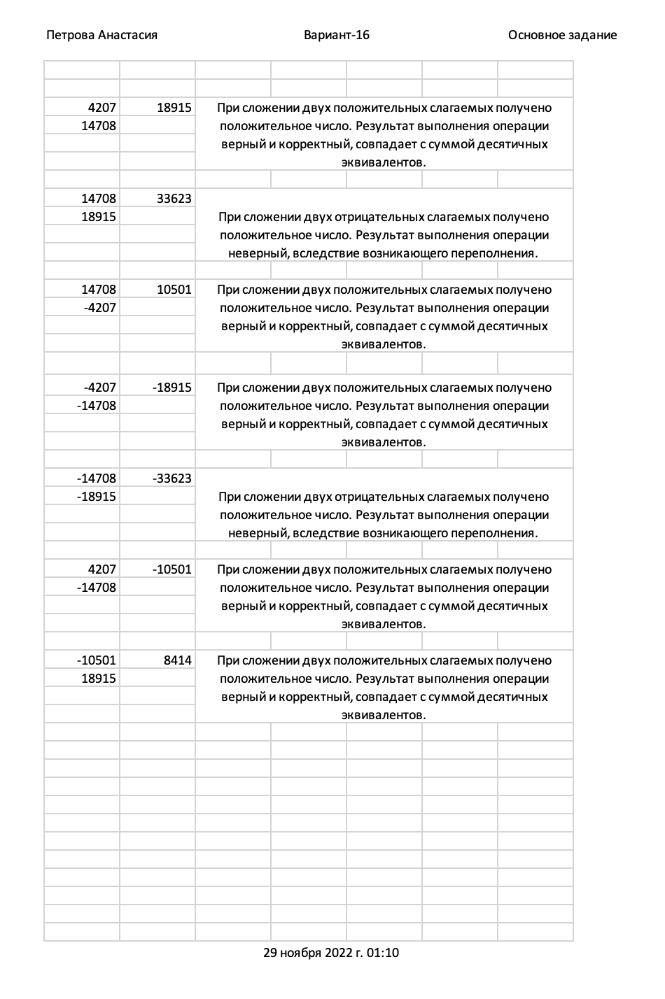 Петрова Анастасия Вариант-16 Основное задание
4207 18915 При сложении двух положительных слагаемых получено
14708 положительное число. Результат выполнения операции
верный и корректный, совпадает с суммой десятичных
эквивалентов.
14708 33623
18915 При сложении двух отрицательных слагаемых получено
положительное число. Результат выполнения операции
неверный, вследствие возникающего переполнения.
14708 10501 При сложении двух положительных слагаемых получено
-4207 положительное число. Результат выполнения операции
верный и корректный, совпадает с суммой десятичных
эквивалентов.
-4207 -18915 При сложении двух положительных слагаемых получено
-14708 положительное число. Результат выполнения операции
верный и корректный, совпадает с суммой десятичных
эквивалентов.
-14708 -33623
-18915 При сложении двух отрицательных слагаемых получено
положительное число. Результат выполнения операции
неверный, вследствие возникающего переполнения.
4207 -10501 При сложении двух положительных слагаемых получено
-14708 положительное число. Результат выполнения операции
верный и корректный, совпадает с суммой десятичных
эквивалентов.
-10501 8414 При сложении двух положительных слагаемых получено
18915 положительное число. Результат выполнения операции
верный и корректный, совпадает с суммой десятичных
эквивалентов.
29 ноября 2022 г. 01:10